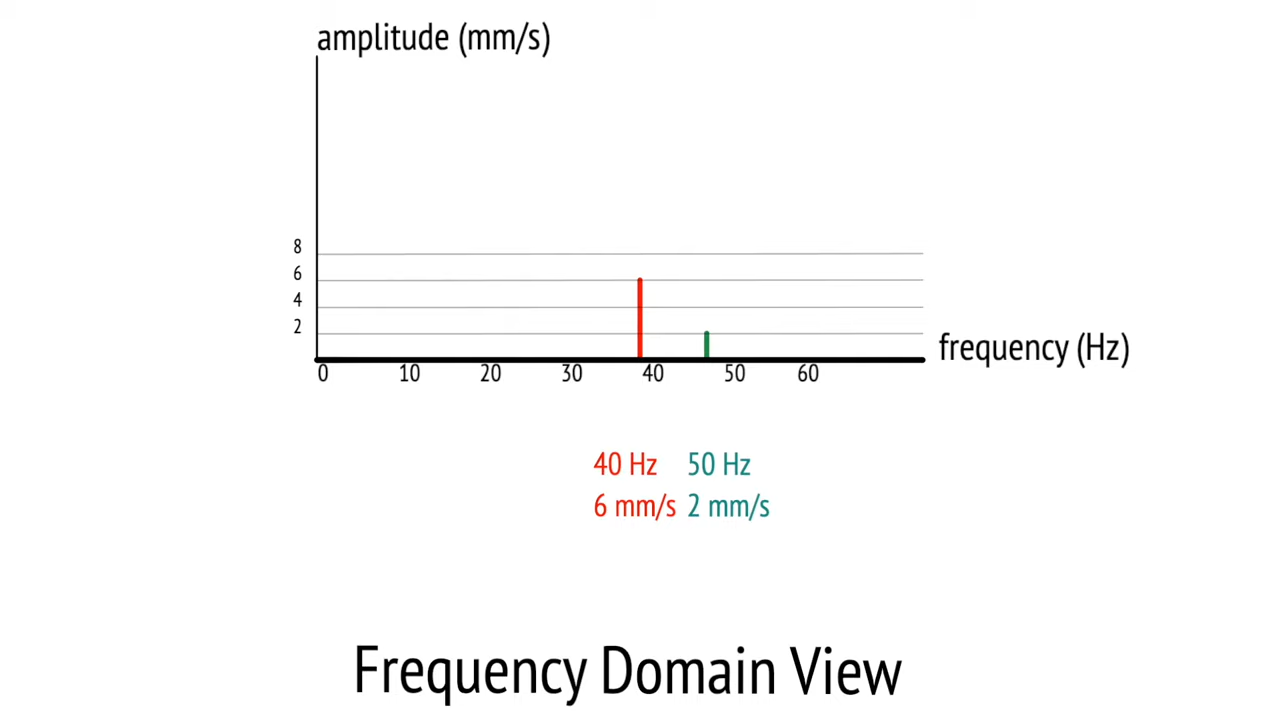 amplitude (mm/s)
8
6
4
2
frequency (Hz)
0 10 20 30 40 50 60
40 Hz 50 Hz
6 mm/s 2 mm/s
Frequency Domain View